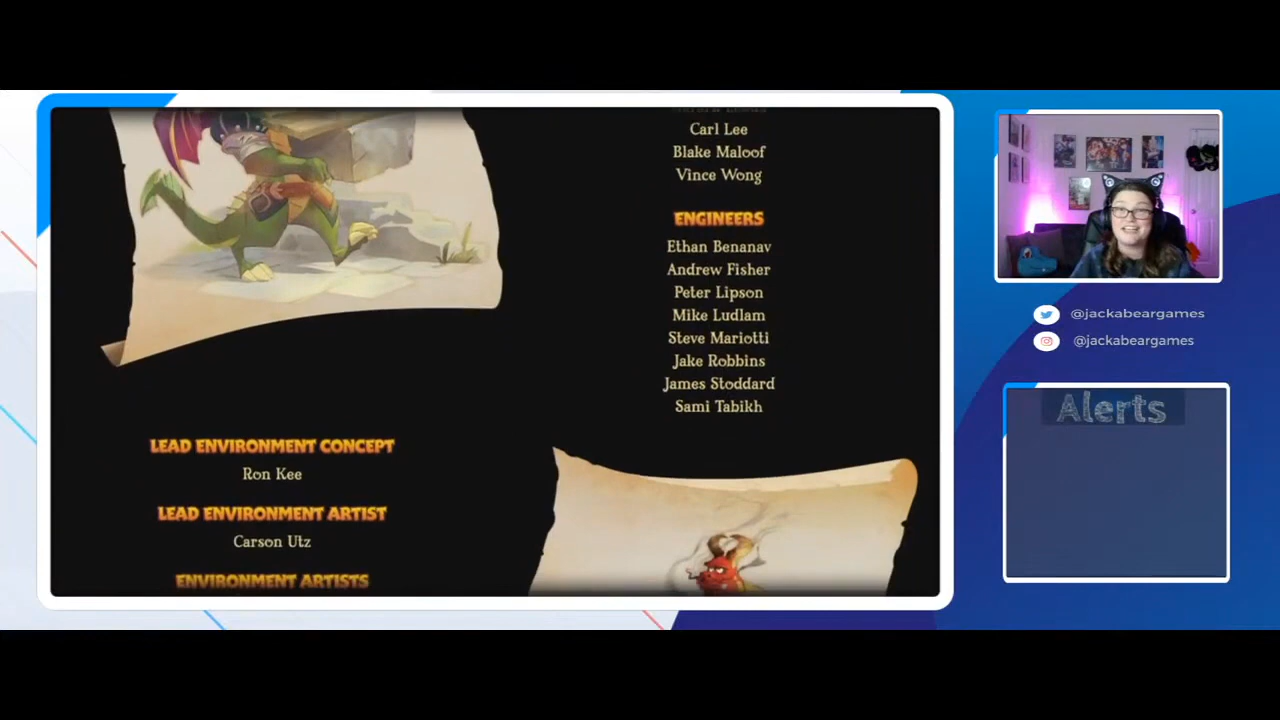 Carl Lee
Blake Maloof
Vince Wong
ENGINEERS
Ethan Benanav
Andrew Fisher
Peter Lipson
Mike Ludlam
Steve Mariotti
Jake Robbins
James Stoddard
Sami Tabikh
LEAD ENVIRONMENT CONCEPT
Ron Kee
LEAD ENVIRONMENT ARTIST
Carson Utz
ENVIRONMENT ARTISTS
@jackabeargames
@jackabeargames
Alerts